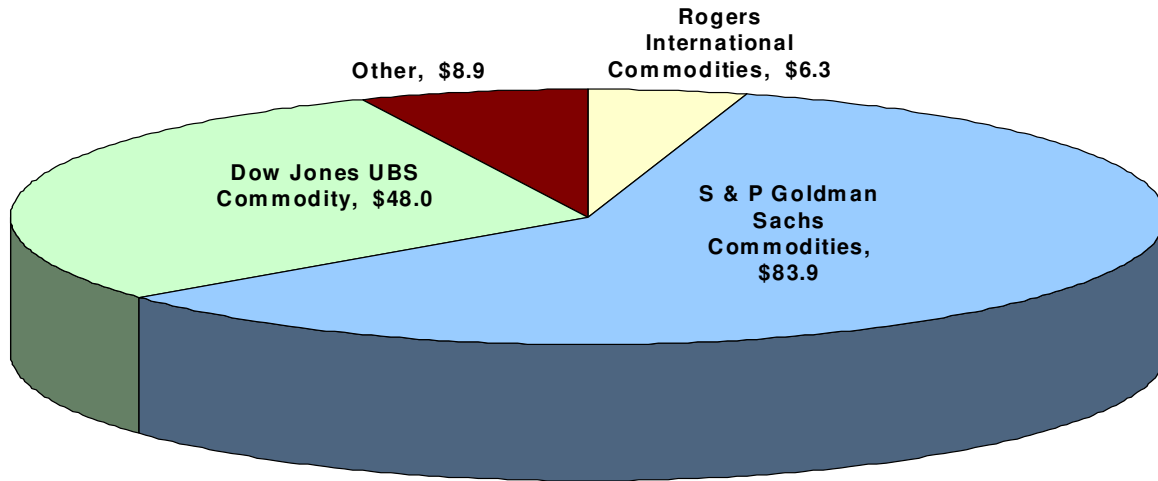 Rogers
International
Commodities, $6.3
Other, $8.9
Dow Jones UBS
Commodity, $48.0
S & P Goldman
Sachs
Commodities,
$83.9